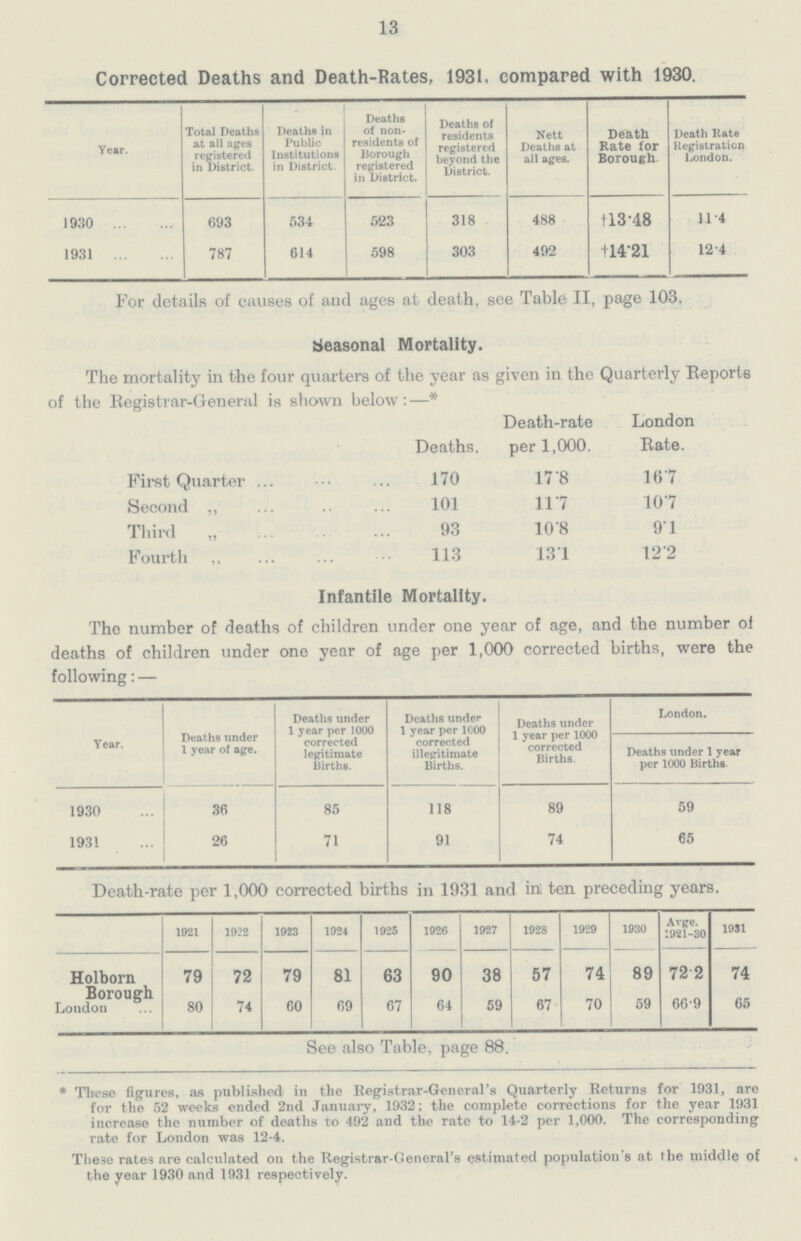 13
Corrected Deaths and Death-Rates, 1931, compared with 1930.
Year. | Total Deaths at all ages registered in District. | Deaths in Public Institutions in District. | Deaths of non-residents of Borough registered in District. | Deaths of residents registered beyond the District. | Nett Deaths at all ages. | Death Rate for Borough. | Death Rate Registration London.
1930 ... ... 693 534 523 318 488 †13·48 11·4
1931 ... ... 787 614 598 303 492 †14·21 12·4
For details of causes of and ages at death, see Table II, page 103.
Seasonal Mortality.
The mortality in the four quarters of the year as given in the Quarterly Reports
of the Registrar-General is shown below:—*
Deaths. Death-rate per 1,000. London Rate.
First Quarter ... ... ... 170 17·8 16·7
Second ,, ... .. ... 101 11·7 10·7
Third ,, ... ... ... 93 10·8 9·1
Fourth ,, ... ... ... 113 13·1 12·2
Infantile Mortality.
The number of deaths of children under one year of age, and the number of
deaths of children under one year of age per 1,000 corrected births, were the
following:—
Year. | Deaths under 1 year of age. | Deaths under 1 year per 1000 corrected legitimate Births. | Deaths under 1 year per 1000 corrected illegitimate Births. | Deaths under 1 year per 1000 corrected Births. | London. Deaths under 1 year per 1000 Births.
1930 ... 36 85 118 89 59
1931 ... 26 71 91 74 65
Death-rate per 1,000 corrected births in 1931 and in ten preceding years.
1921 1922 1923 1924 1925 1926 1927 1928 1929 1930 Avge. 1921-30 1931
Holborn Borough 79 72 79 81 63 90 38 57 74 89 72·2 74
London ... 80 74 60 69 67 64 59 67 70 59 66·9 65
See also Table, page 88.
* These figures, as published in the Registrar-General's Quarterly Returns for 1931, are
for the 52 weeks ended 2nd January, 1932; the complete corrections for the year 1931
increase the number of deaths to 492 and the rate to 14·2 per 1,000. The corresponding
rate for London was 12·4.
These rates are calculated on the Registrar-General's estimated population's at the middle of
the year 1930 and 1931 respectively.